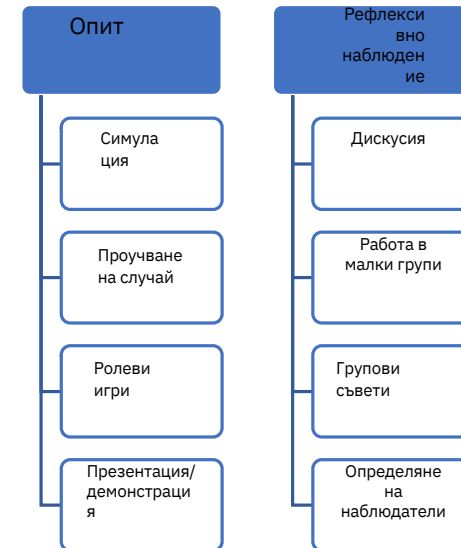 Опит
Симула
ция
Проучване
на случай
Ролеви
игри
Презентация/
демонстраци
я
Рефлекси
вно
наблюден
ие
Дискусия
Работа в
малки групи
Групови
съвети
Определяне
на
наблюдатели